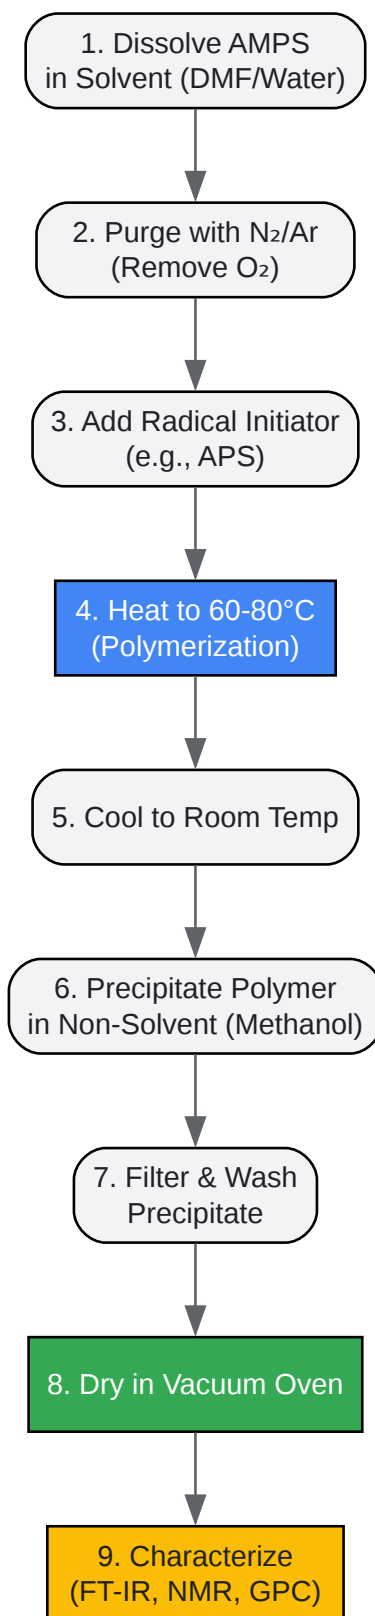 1. Dissolve AMPS
in Solvent (DMF/Water)
2. Purge with N₂/Ar
(Remove O₂)
3. Add Radical Initiator
(e.g., APS)
4. Heat to 60-80°C
(Polymerization)
5. Cool to Room Temp
6. Precipitate Polymer
in Non-Solvent (Methanol)
7. Filter & Wash
Precipitate
8. Dry in Vacuum Oven
9. Characterize
(FT-IR, NMR, GPC)